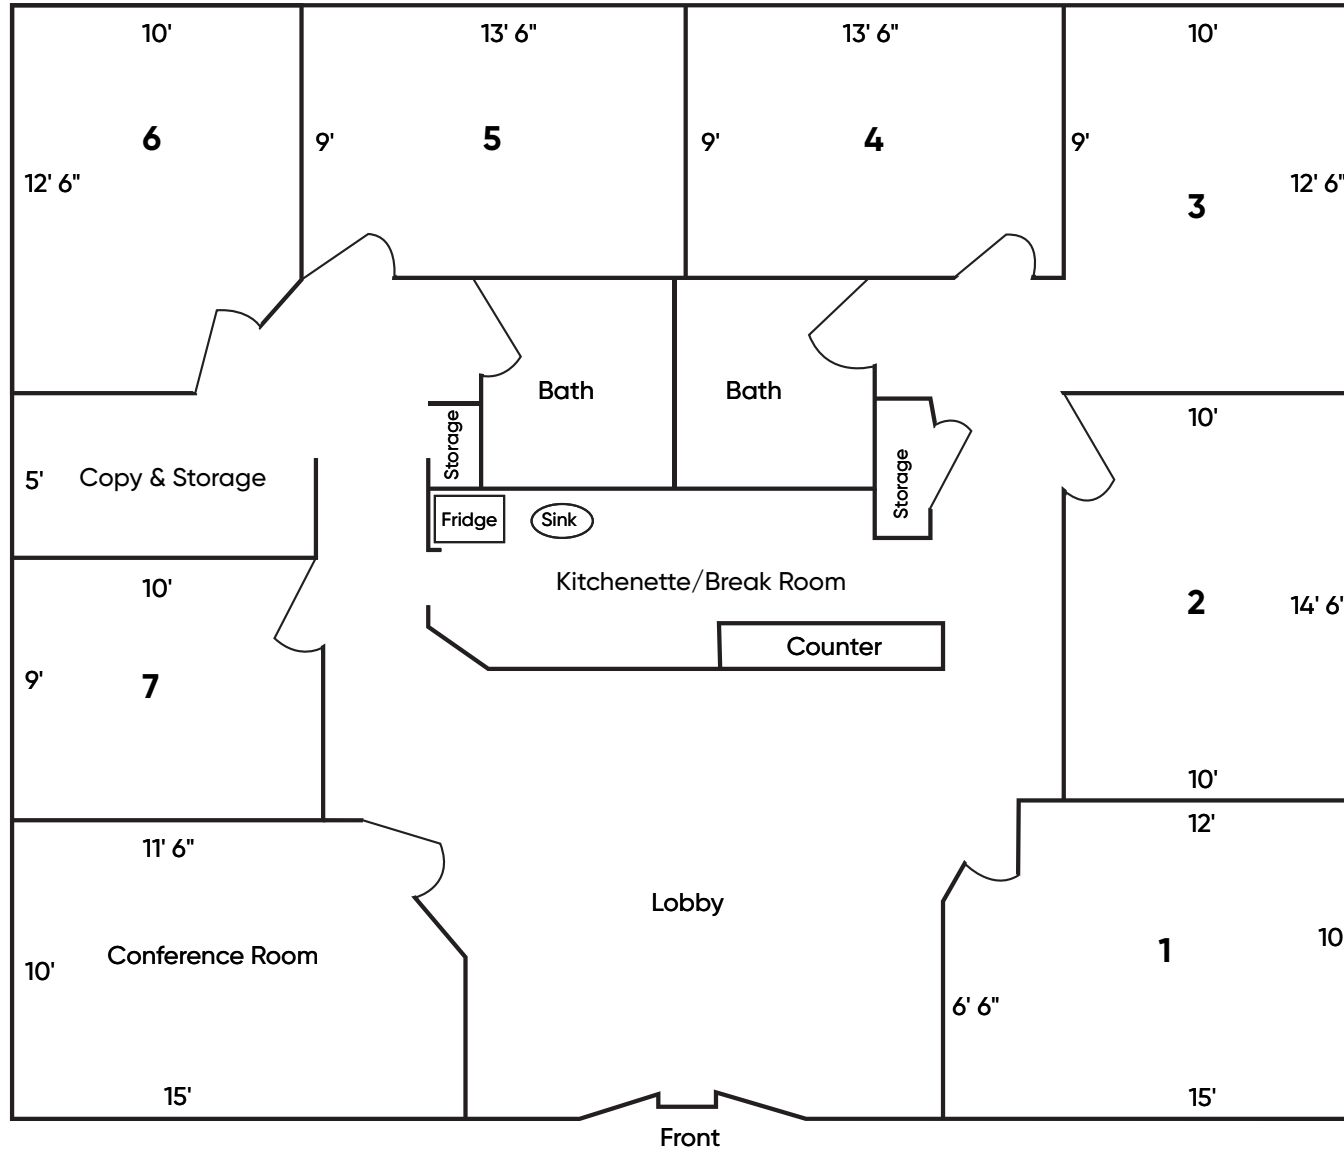 10'
13' 6"
13' 6"
10'
6
9'
5
9'
4
9'
12' 6"
12' 6"
3
Bath
Bath
10'
Storage
Storage
5'
Copy & Storage
Fridge
Sink
Kitchenette/Break Room
10'
2
14' 6'
Counter
9'
7
10'
12'
11' 6"
Lobby
10
1
Conference Room
10'
6' 6"
15'
15'
Front